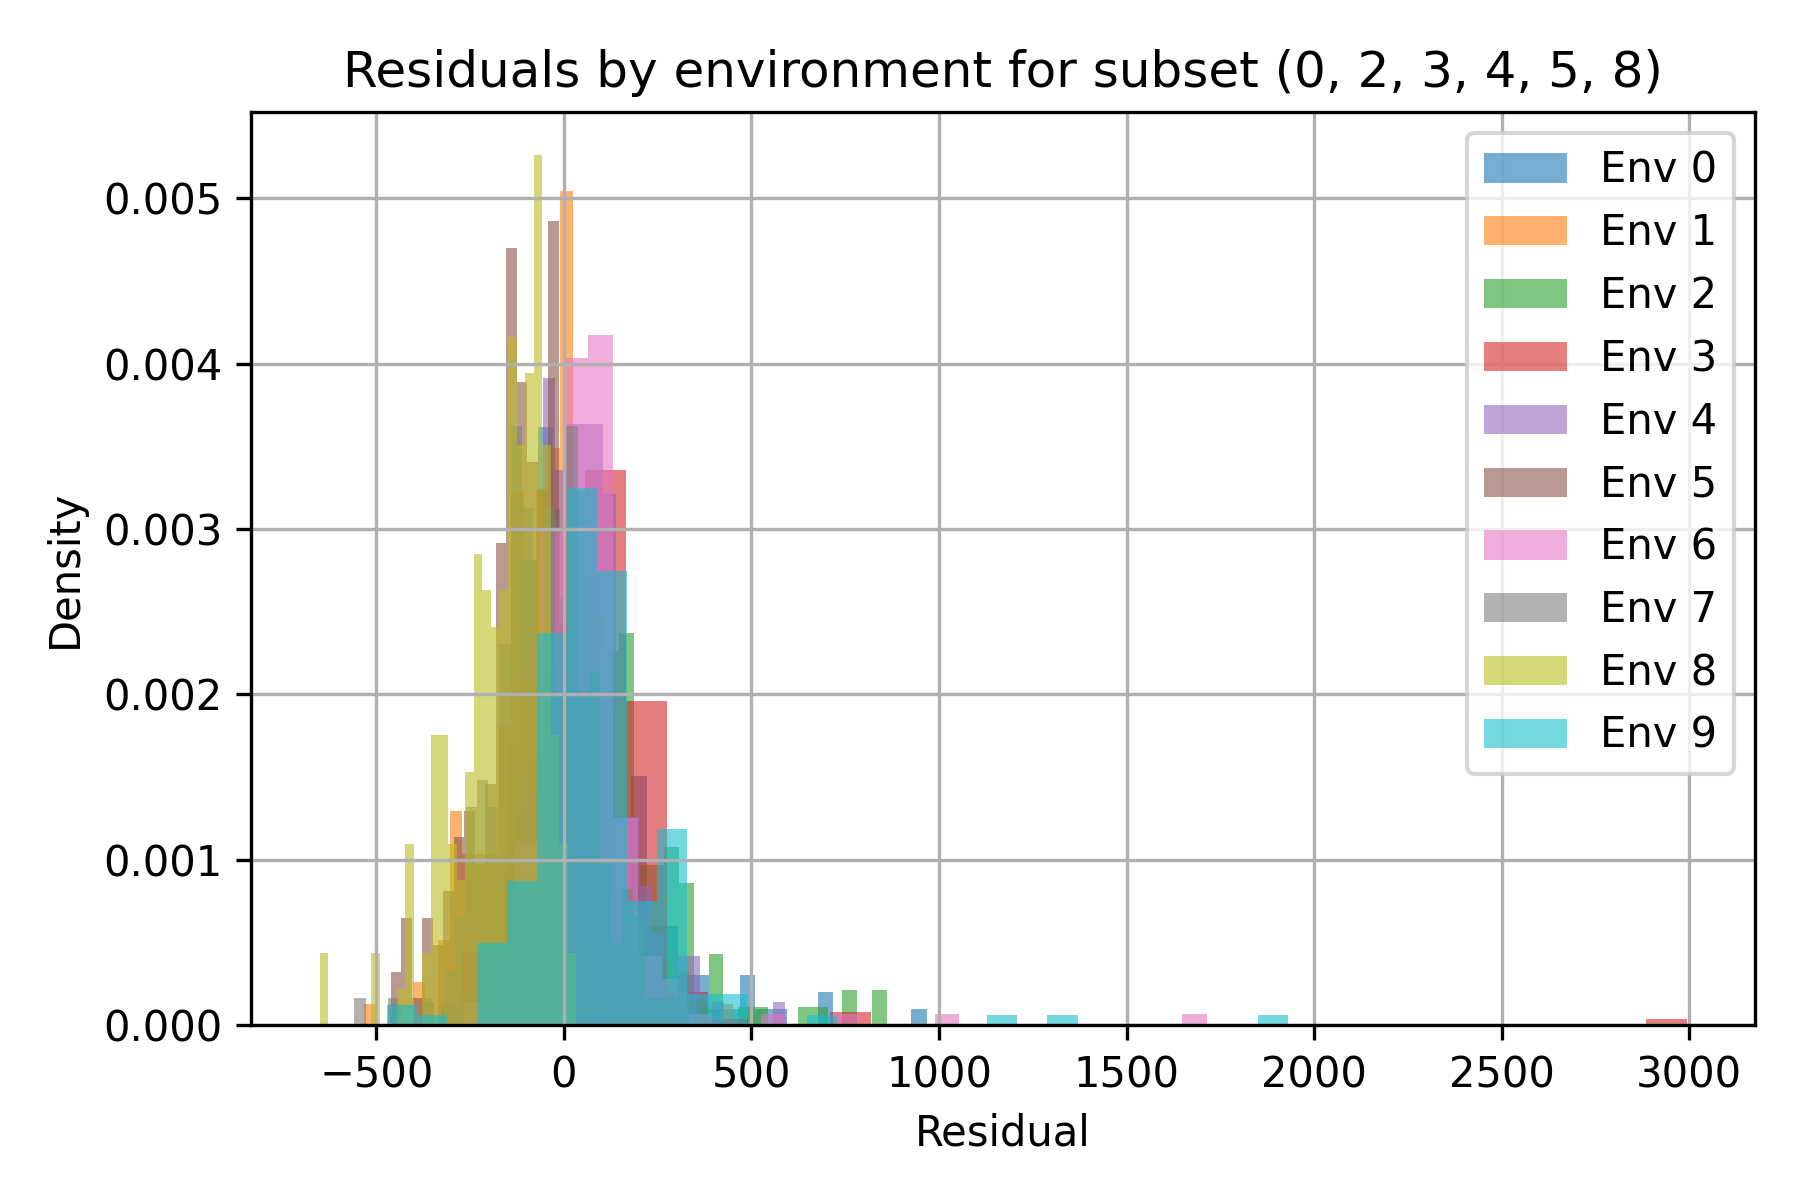 Residuals by environment for subset (0, 2, 3, 4, 5, 8)
Env 0
Env 1
Env 2
Env 3
Env 4
Env 5
Env 6
Env 7
Env 8
Env 9
Density
0.005
0.004
0.003
0.002
0.001
0.000
−500 0 500 1000 1500 2000 2500 3000
Residual